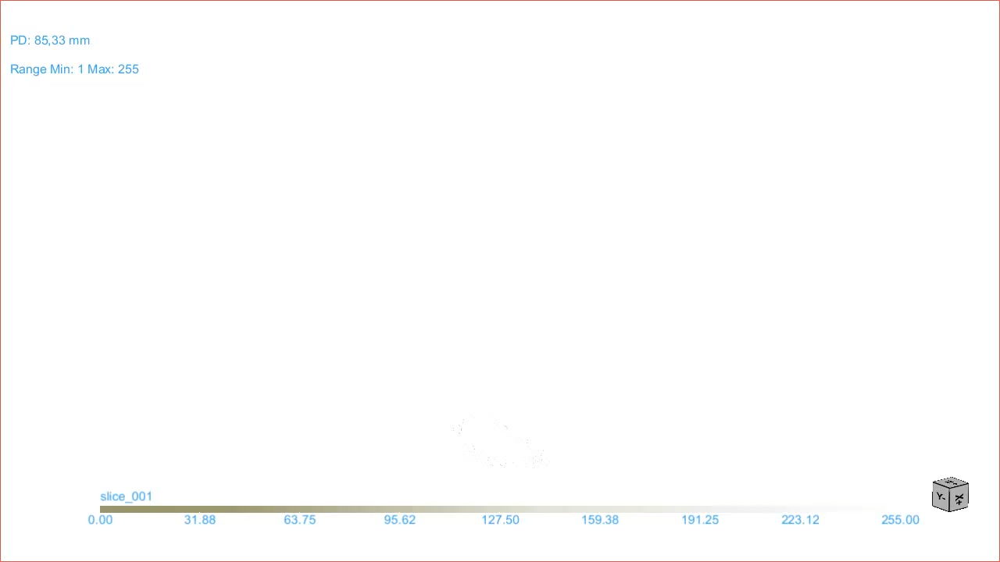 PD: 85,33 mm
Range Min: 1 Max: 255
slice_001
0.00 31.88 63.75 95.62 127.50 159.38 191.25 223.12 255.00
Y- X+